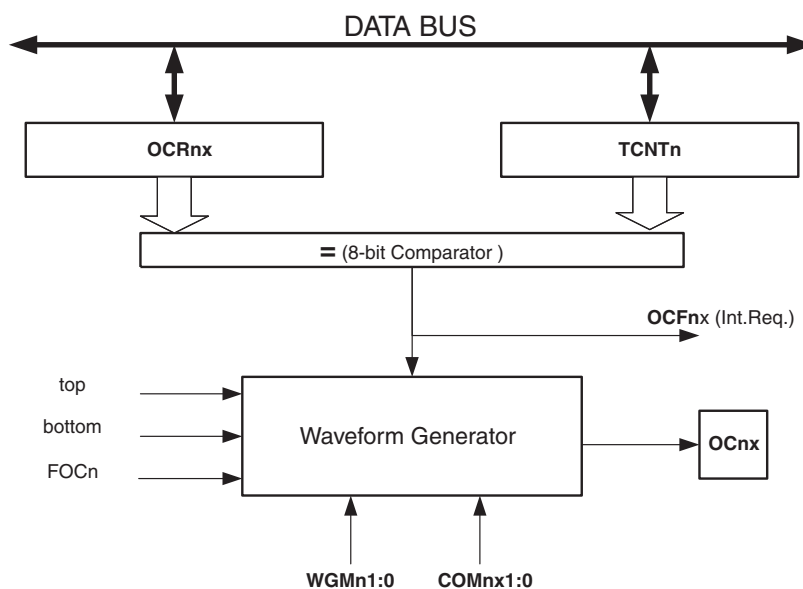 DATA BUS
OCRnx
TCNTn
= (8-bit Comparator )
OCFnx (Int.Req.)
top
bottom
FOCn
Waveform Generator
OCnx
WGMn1:0
COMnx1:0